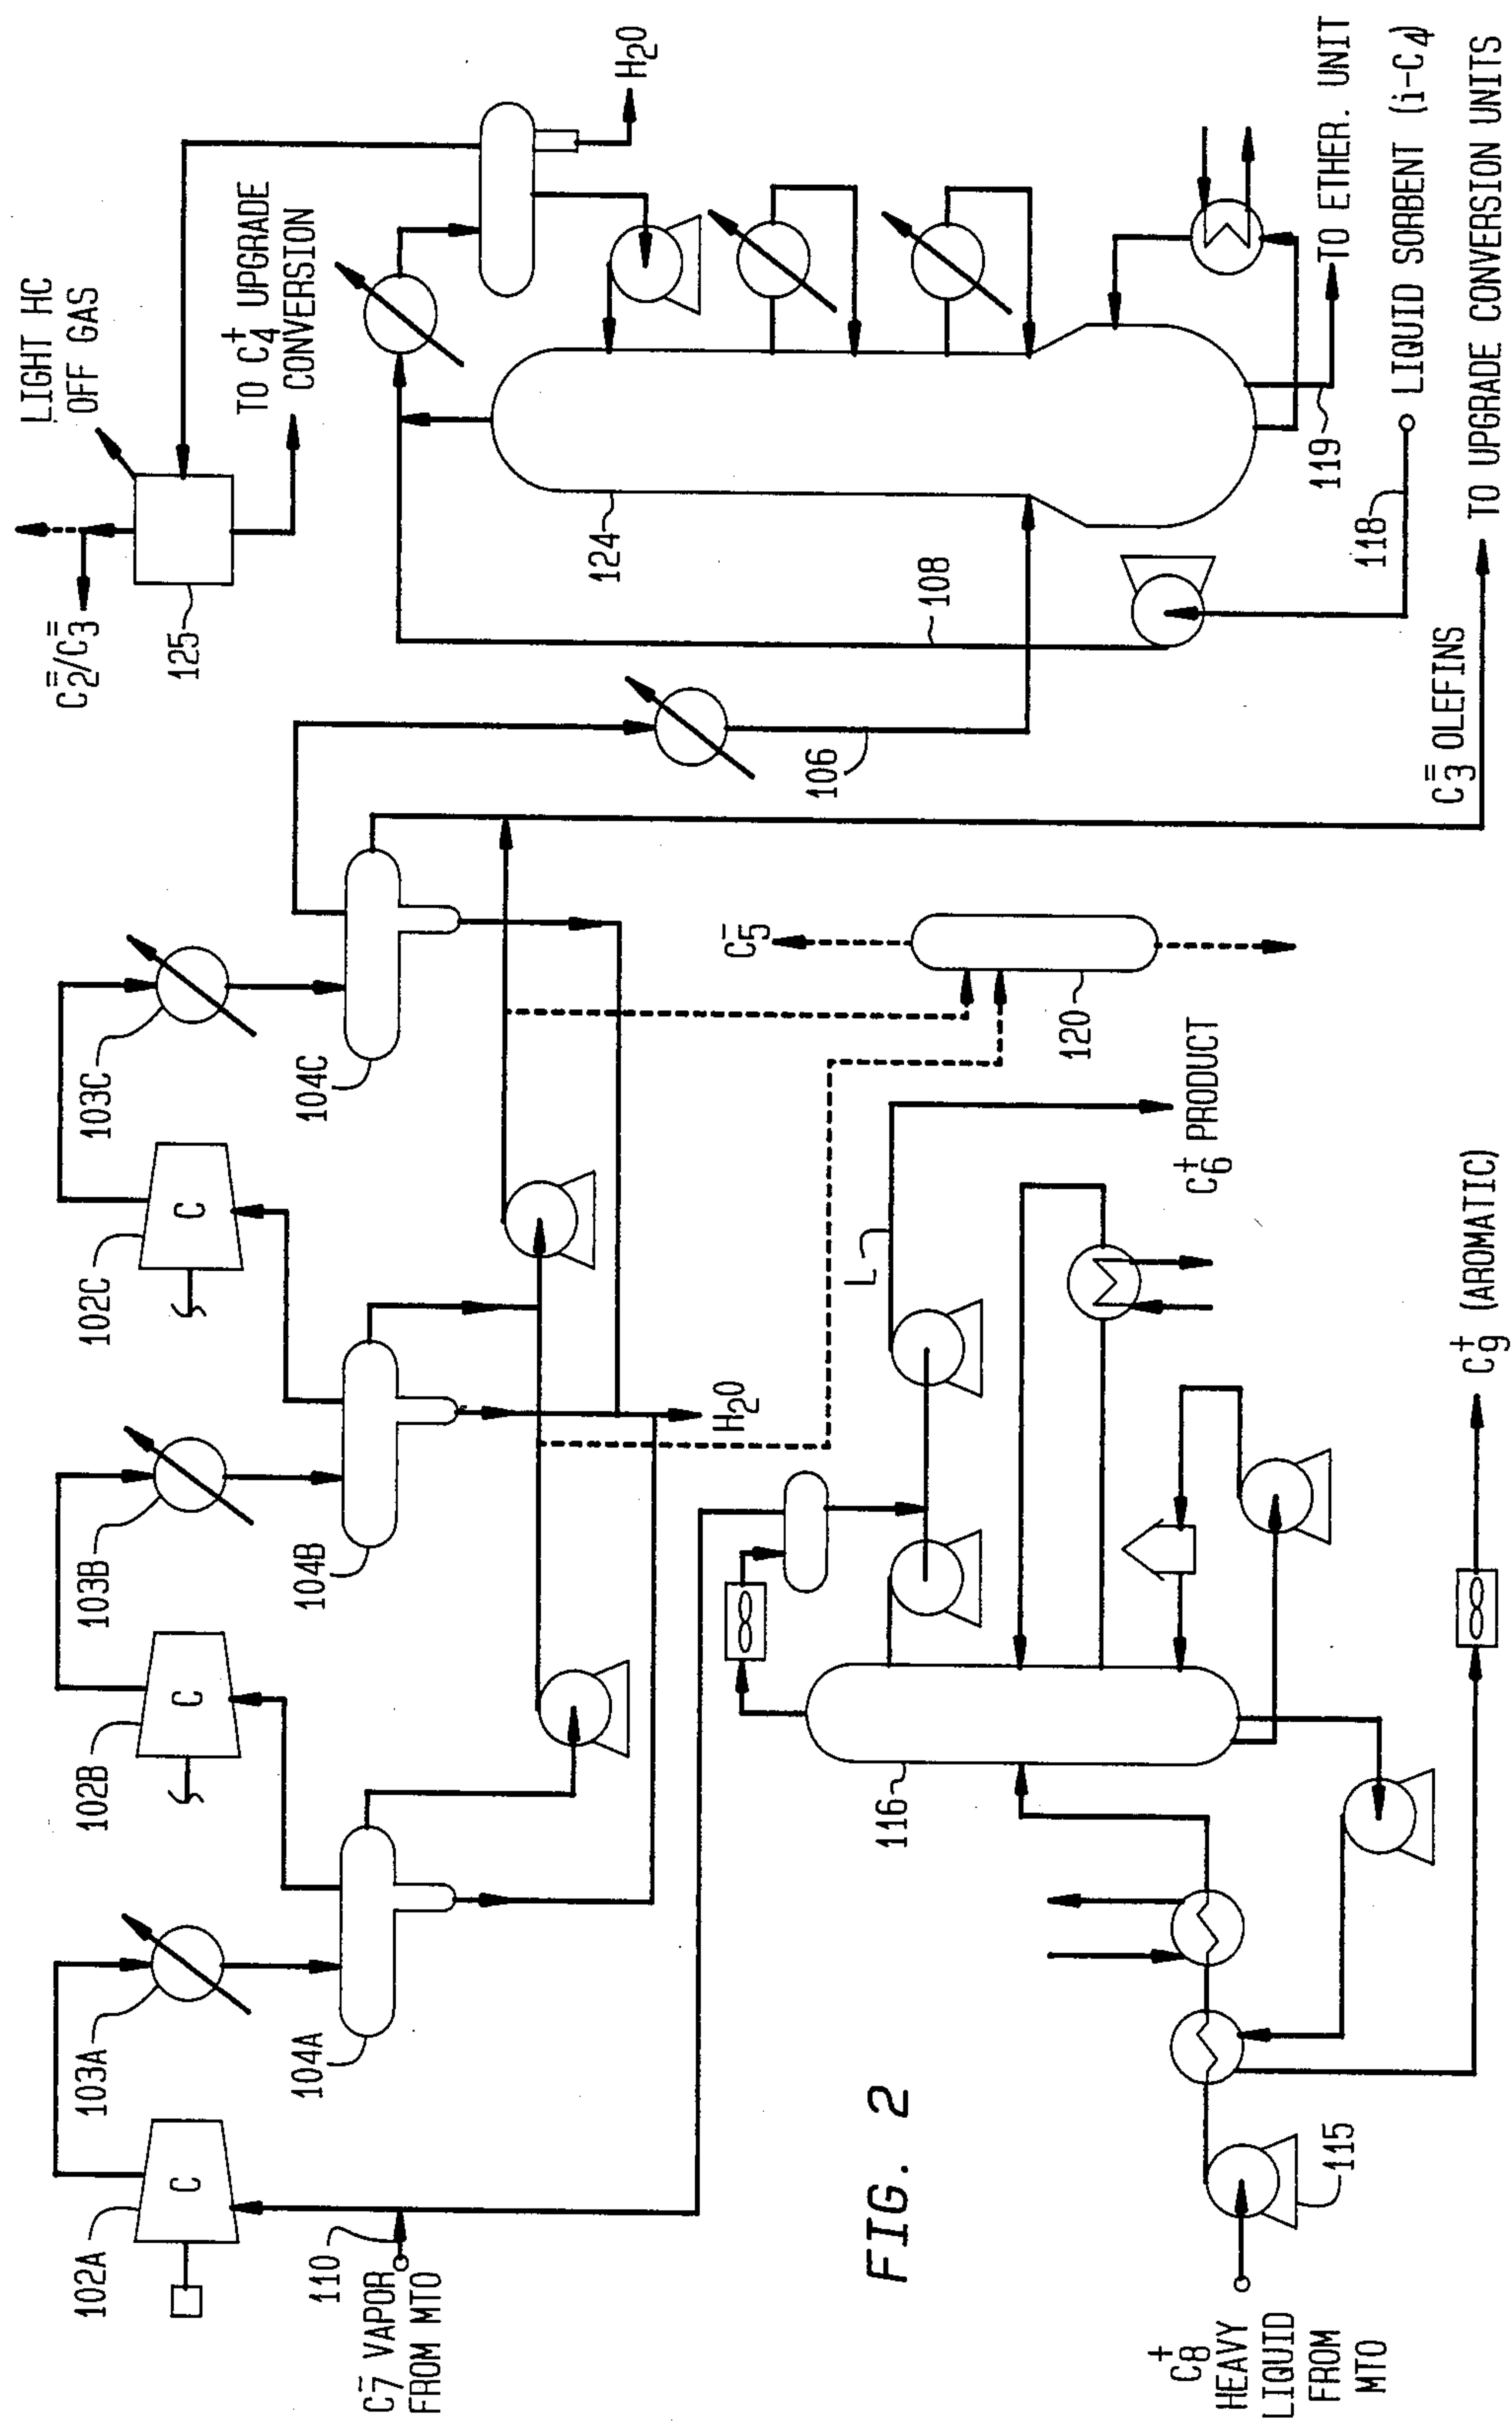 102A
C
103A
104A
102B
C
103B
104B
102C
C
103C
104C
C₂⁼/C₃⁼
125
LIGHT HC
OFF GAS
TO C₄⁺ UPGRADE
CONVERSION
H₂O
110
C₇⁻ VAPOR
FROM MTO
H₂O
106
108
124
C₅⁻
120
L
C₆⁺ PRODUCT
116
FIG. 2
115
C₈⁺
HEAVY
LIQUID
FROM
MTO
C₉⁺ (AROMATIC)
119
TO ETHER. UNIT
118
LIQUID SORBENT (i-C₄)
C₃⁼ OLEFINS
TO UPGRADE CONVERSION UNITS